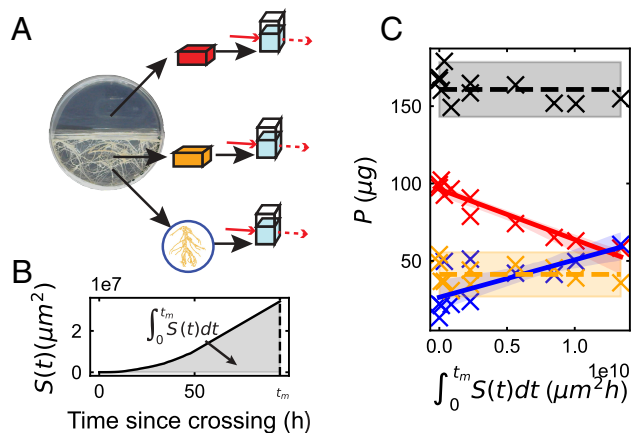 A
B
1e7
S(t)(μm²)
2
0
∫₀^{t_m} S(t)dt
0
50
t_m
Time since crossing (h)
C
P (μg)
150
100
50
0.0
0.5
1.0
1e10
∫₀^{t_m} S(t)dt (μm²h)